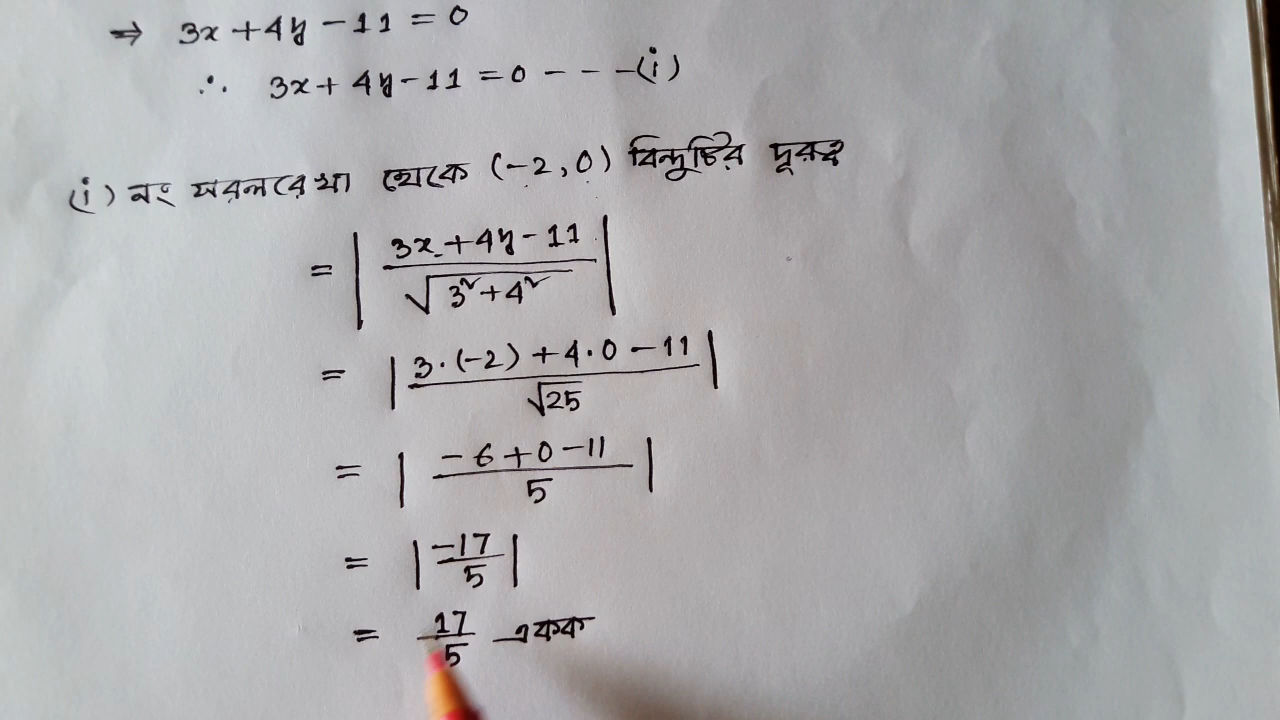 ⇒ 3x + 4y - 11 = 0
∴ 3x + 4y - 11 = 0 - - - (i)
(i) নং সরলরেখা থেকে (-2, 0) বিন্দুটির দূরত্ব
= | 3x + 4y - 11 / √3² + 4² |
= | 3·(-2) + 4·0 - 11 / √25 |
= | -6 + 0 - 11 / 5 |
= | -17 / 5 |
= 17 / 5 একক